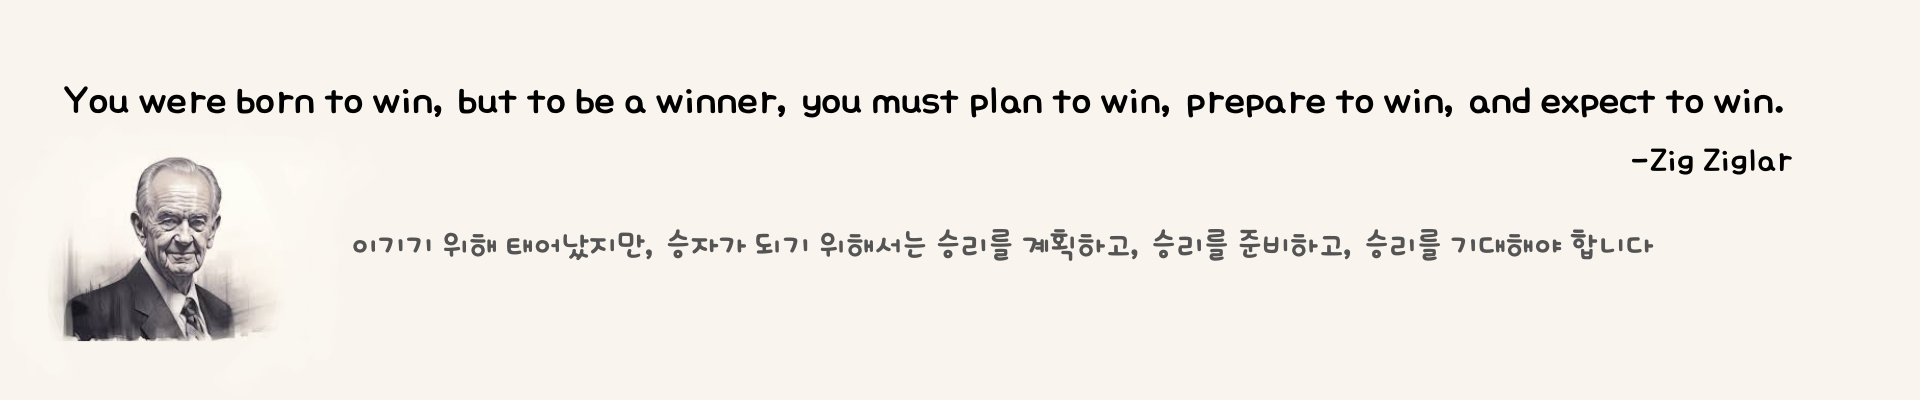 You were born to win, but to be a winner, you must plan to win, prepare to win, and expect to win.
-Zig Ziglar
이기기 위해 태어났지만, 승자가 되기 위해서는 승리를 계획하고, 승리를 준비하고, 승리를 기대해야 합니다